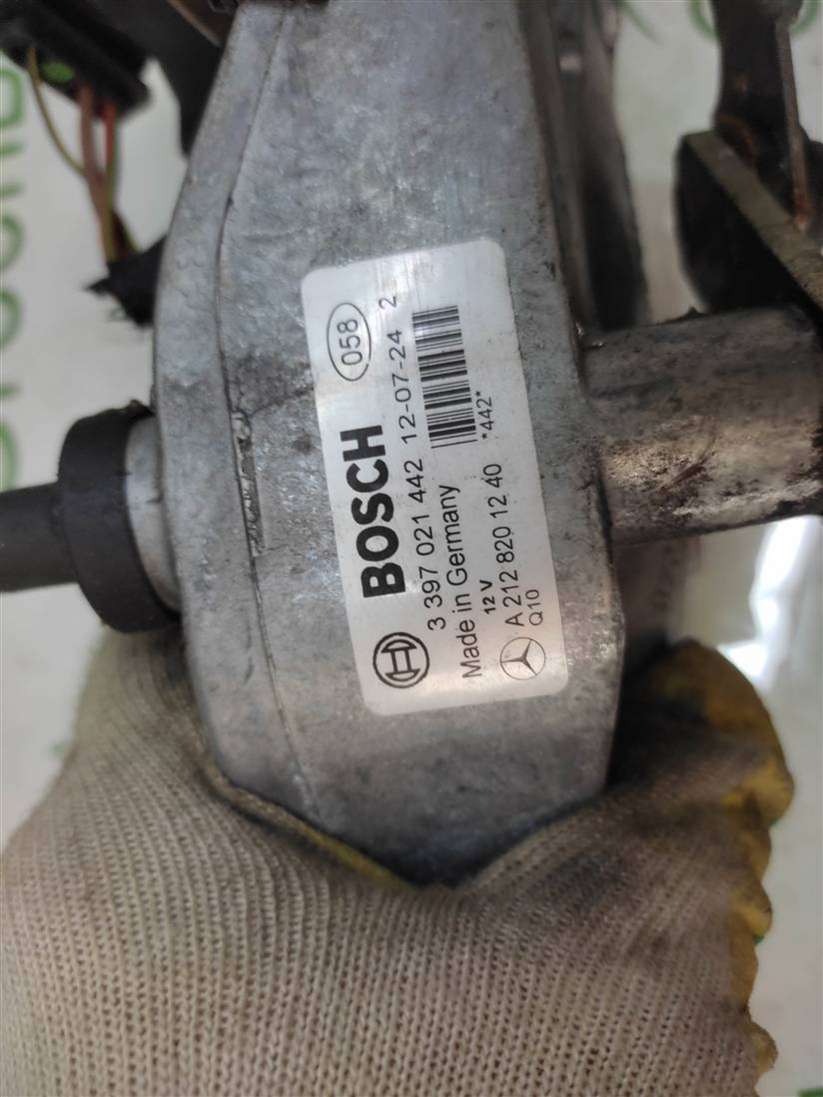 058
BOSCH
3 397 021 442 12-07-24 2
Made in Germany
*442*
12 V
A 212 820 12 40
Q10